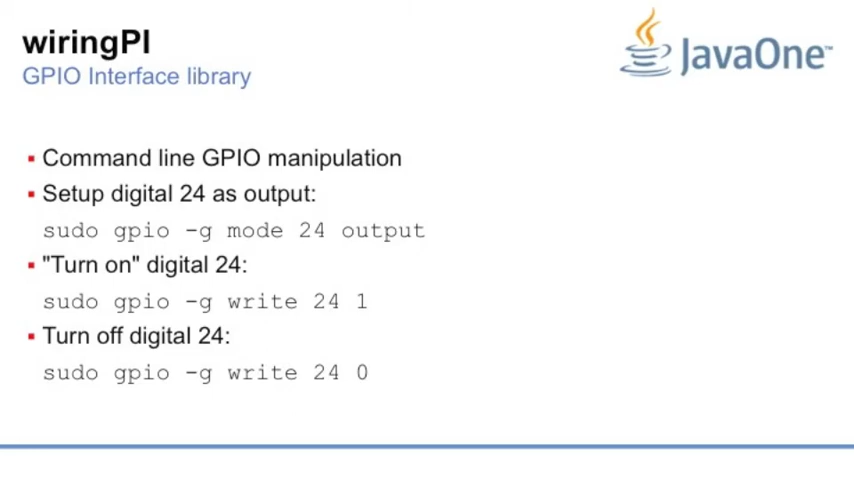 wiringPI
GPIO Interface library
JavaOne™
▪ Command line GPIO manipulation
▪ Setup digital 24 as output:
sudo gpio -g mode 24 output
▪ "Turn on" digital 24:
sudo gpio -g write 24 1
▪ Turn off digital 24:
sudo gpio -g write 24 0